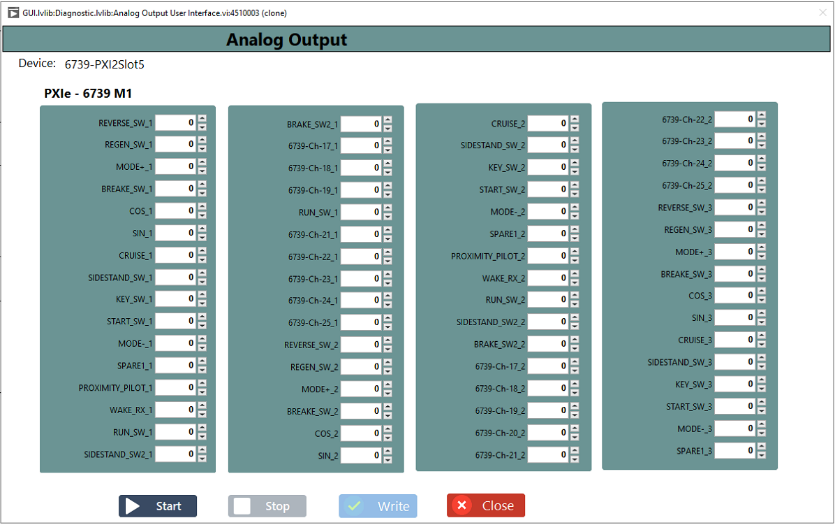 GUI.lvlib:Diagnostic.lvlib:Analog Output User Interface.vi:4510003 (clone)
Analog Output
Device: 6739-PXI2Slot5
PXIe - 6739 M1
REVERSE_SW_1 0
REGEN_SW_1 0
MODE+_1 0
BREAKE_SW_1 0
COS_1 0
SIN_1 0
CRUISE_1 0
SIDESTAND_SW_1 0
KEY_SW_1 0
START_SW_1 0
MODE-_1 0
SPARE1_1 0
PROXIMITY_PILOT_1 0
WAKE_RX_1 0
RUN_SW_1 0
SIDESTAND_SW2_1 0
BRAKE_SW2_1 0
6739-Ch-17_1 0
6739-Ch-18_1 0
6739-Ch-19_1 0
RUN_SW_1 0
6739-Ch-21_1 0
6739-Ch-22_1 0
6739-Ch-23_1 0
6739-Ch-24_1 0
6739-Ch-25_1 0
REVERSE_SW_2 0
REGEN_SW_2 0
MODE+_2 0
BREAKE_SW_2 0
COS_2 0
SIN_2 0
CRUISE_2 0
SIDESTAND_SW_2 0
KEY_SW_2 0
START_SW_2 0
MODE-_2 0
SPARE1_2 0
PROXIMITY_PILOT_2 0
WAKE_RX_2 0
RUN_SW_2 0
SIDESTAND_SW2_2 0
BRAKE_SW2_2 0
6739-Ch-17_2 0
6739-Ch-18_2 0
6739-Ch-19_2 0
6739-Ch-20_2 0
6739-Ch-21_2 0
6739-Ch-22_2 0
6739-Ch-23_2 0
6739-Ch-24_2 0
6739-Ch-25_2 0
REVERSE_SW_3 0
REGEN_SW_3 0
MODE+_3 0
BREAKE_SW_3 0
COS_3 0
SIN_3 0
CRUISE_3 0
SIDESTAND_SW_3 0
KEY_SW_3 0
START_SW_3 0
MODE-_3 0
SPARE1_3 0
Start Stop Write Close